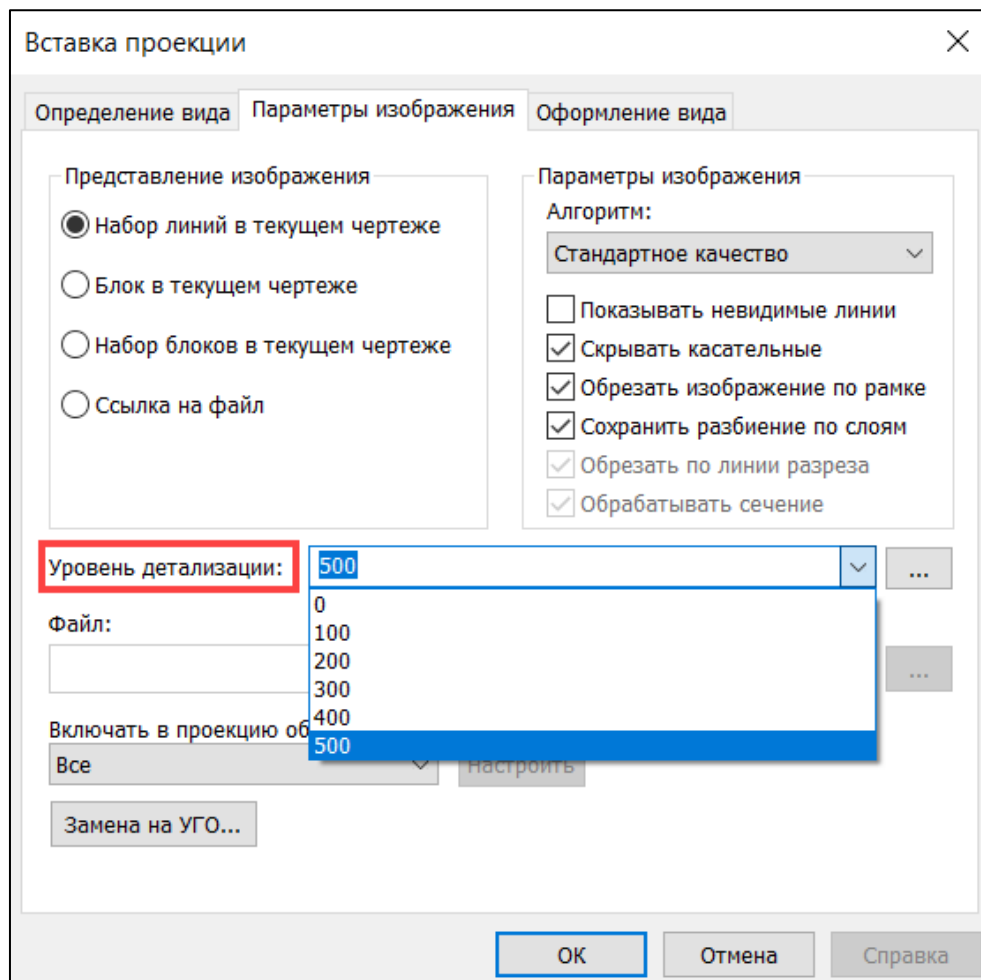 Вставка проекции
Определение вида
Параметры изображения
Оформление вида
Представление изображения
Набор линий в текущем чертеже
Блок в текущем чертеже
Набор блоков в текущем чертеже
Ссылка на файл
Параметры изображения
Алгоритм:
Стандартное качество
Показывать невидимые линии
Скрывать касательные
Обрезать изображение по рамке
Сохранить разбиение по слоям
Обрезать по линии разреза
Обрабатывать сечение
Уровень детализации:
500
...
0
100
200
300
400
500
Файл:
...
Включать в проекцию об
Все
Настроить
Замена на УГО...
ОК
Отмена
Справка